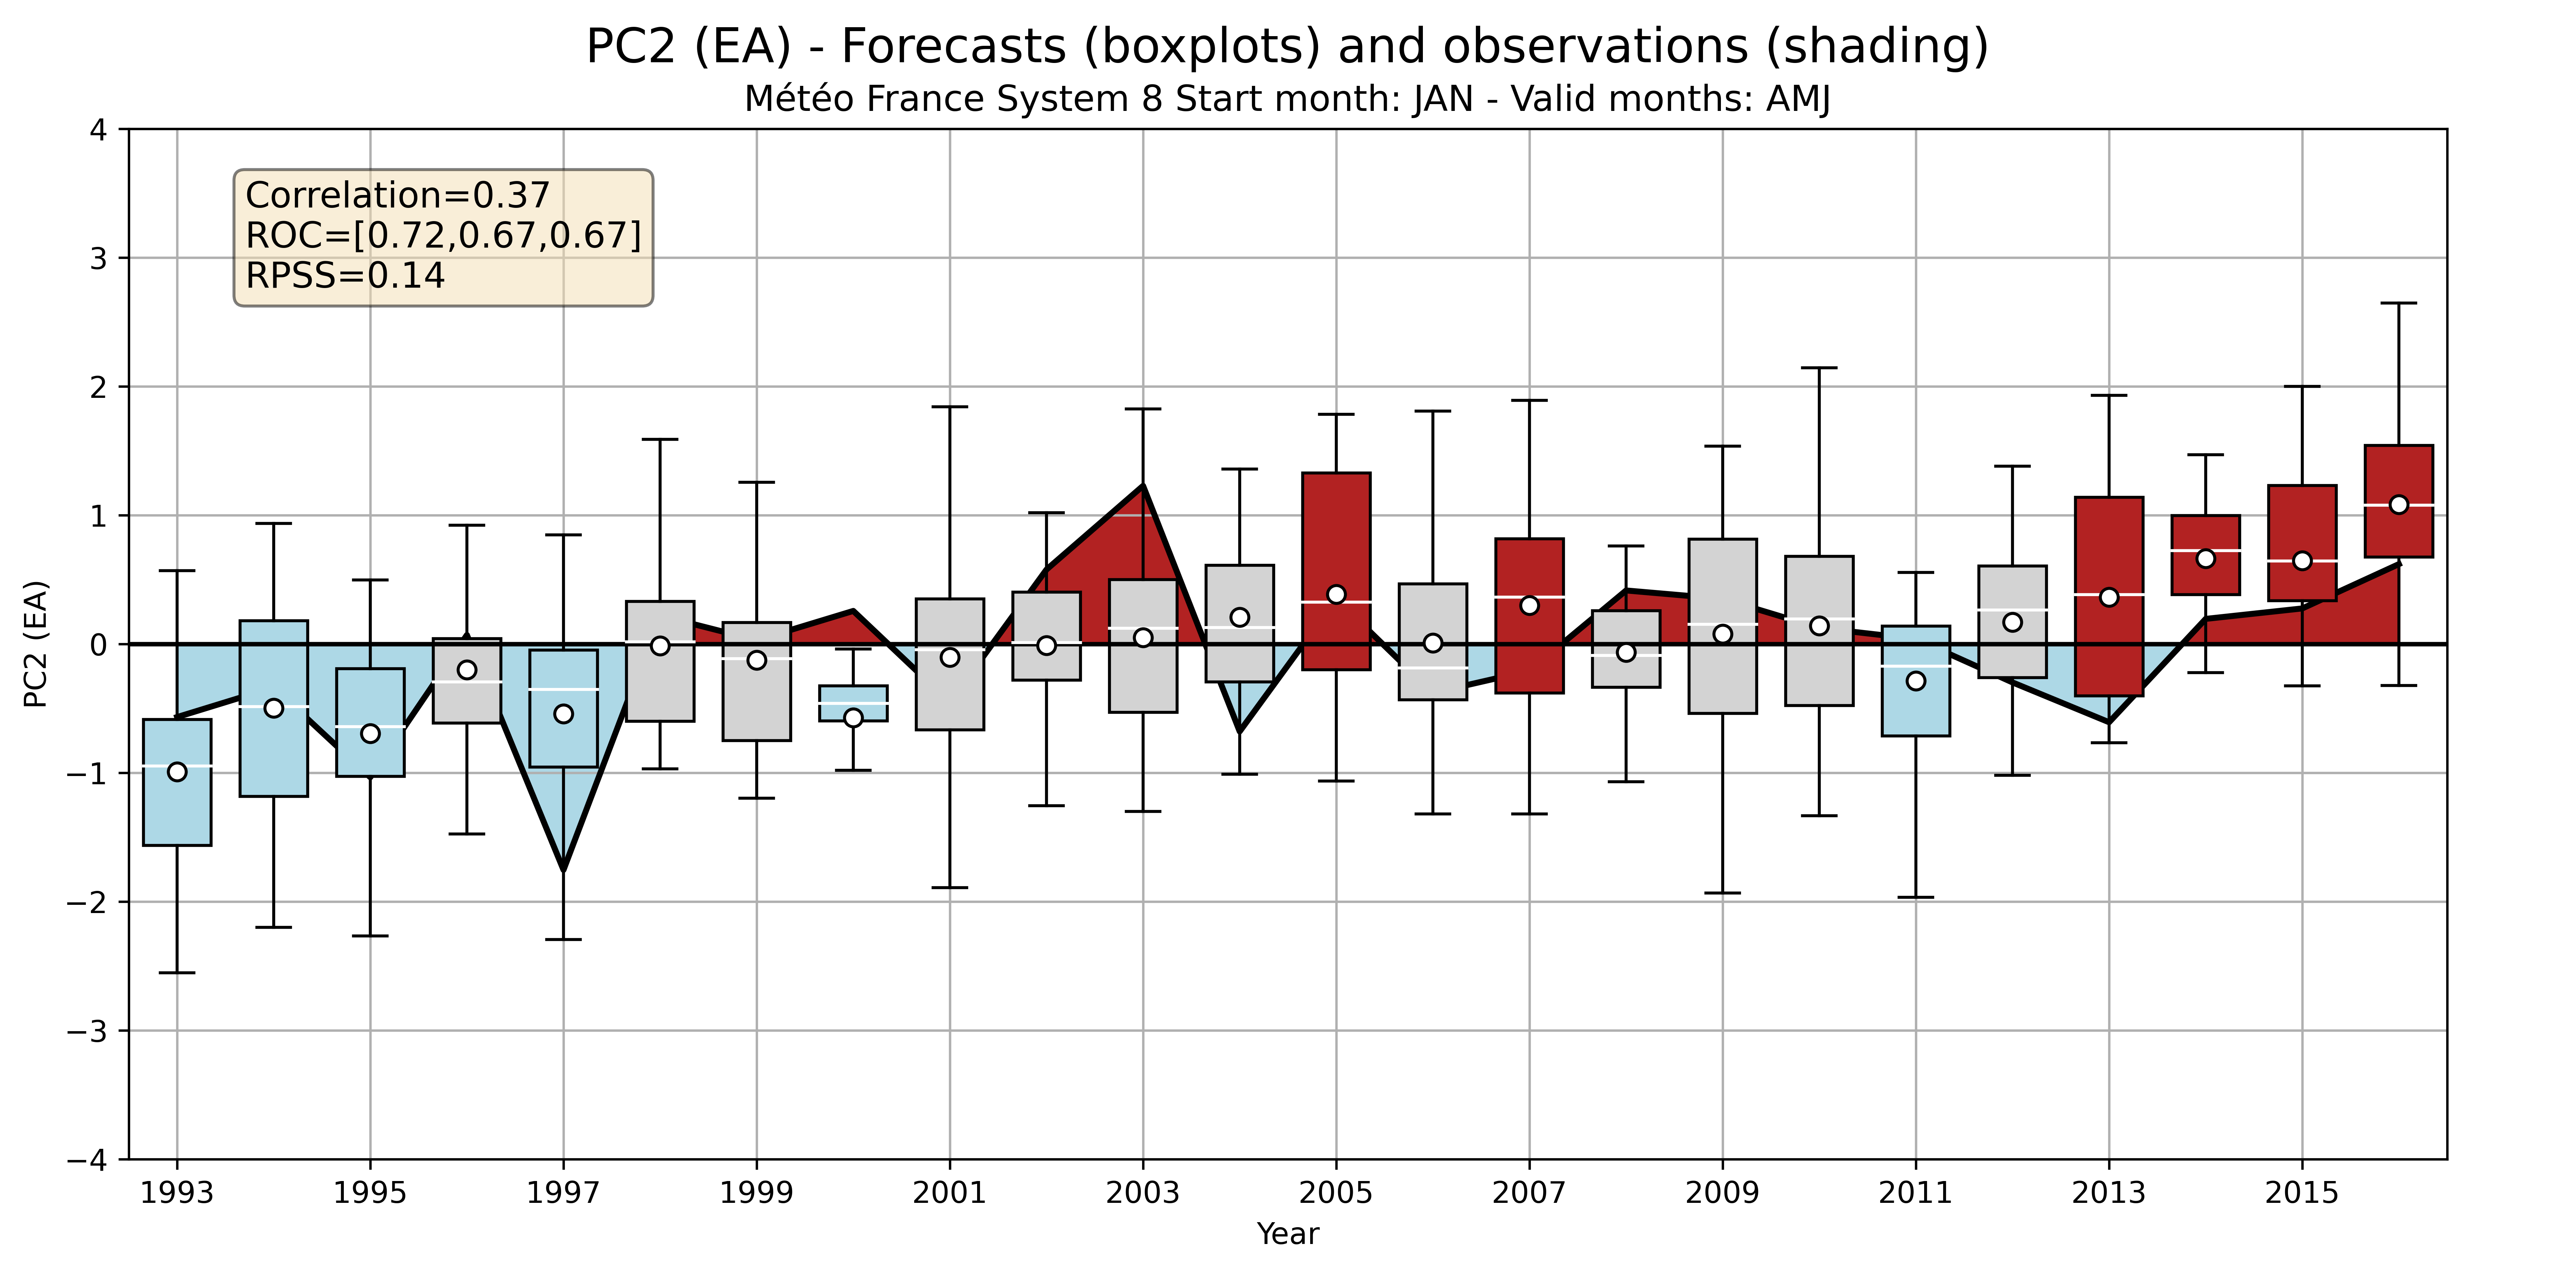 PC2 (EA) - Forecasts (boxplots) and observations (shading)
Météo France System 8 Start month: JAN - Valid months: AMJ
Correlation=0.37
ROC=[0.72,0.67,0.67]
RPSS=0.14
PC2 (EA)
4
3
2
1
0
−1
−2
−3
−4
1993 1995 1997 1999 2001 2003 2005 2007 2009 2011 2013 2015
Year